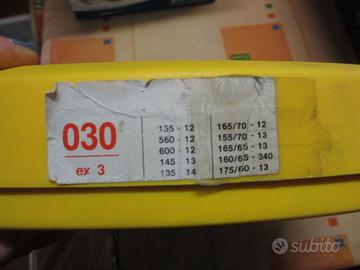 030
ex 3
155 - 12
560 - 12
600 - 12
145 - 13
135 - 14
165/70 - 12
155/70 - 13
165/65 - 13
160/65 - 340
175/60 - 13
subito